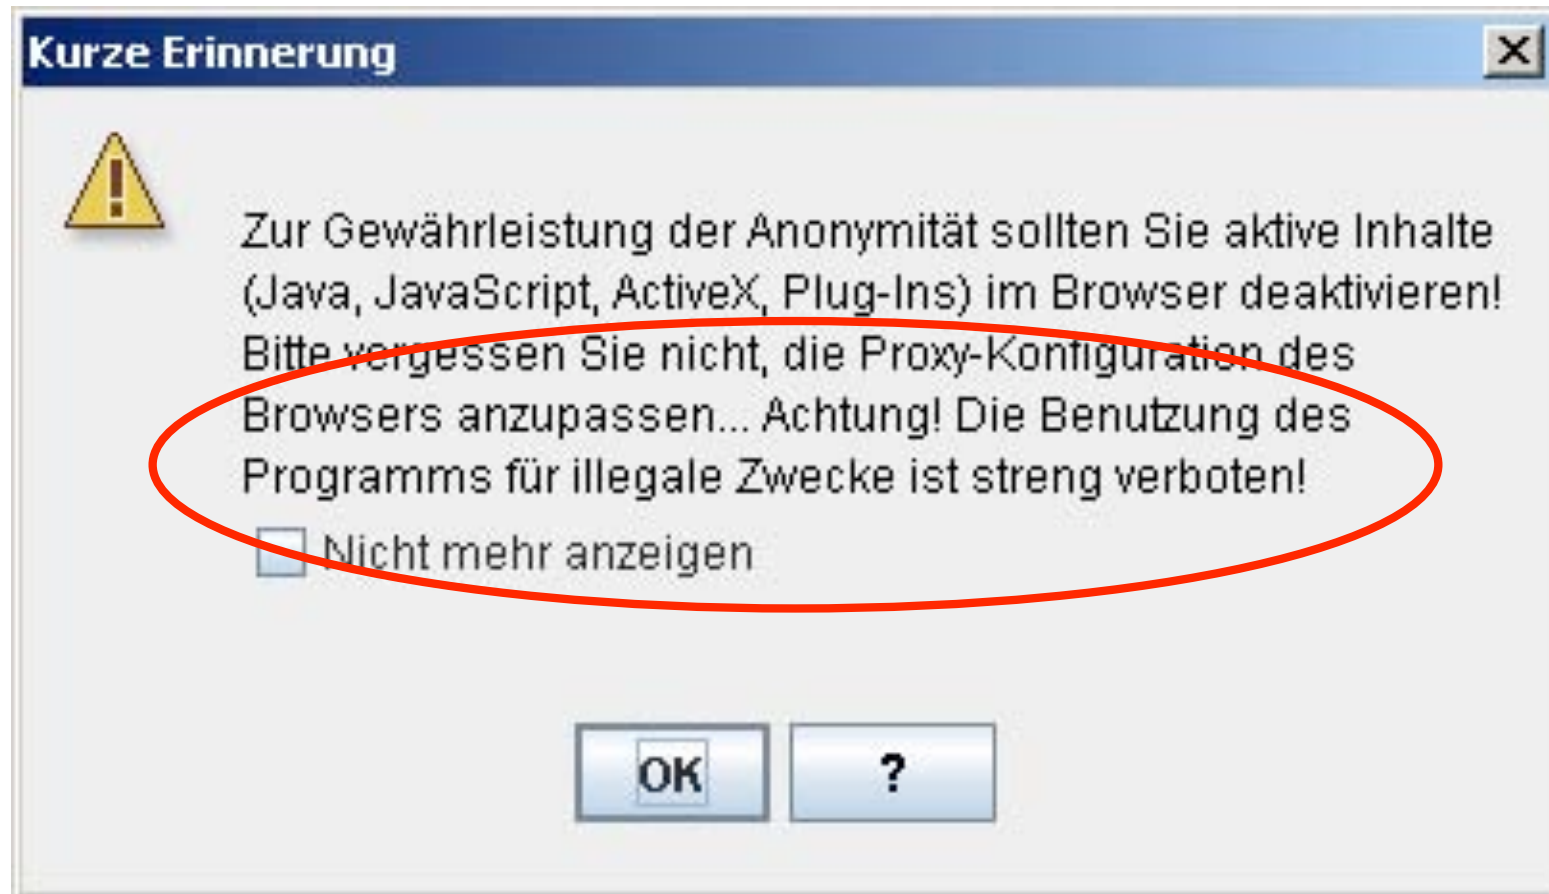 Kurze Erinnerung
Zur Gewährleistung der Anonymität sollten Sie aktive Inhalte
(Java, JavaScript, ActiveX, Plug-Ins) im Browser deaktivieren!
Bitte vergessen Sie nicht, die Proxy-Konfiguration des
Browsers anzupassen... Achtung! Die Benutzung des
Programms für illegale Zwecke ist streng verboten!
Nicht mehr anzeigen
OK ?